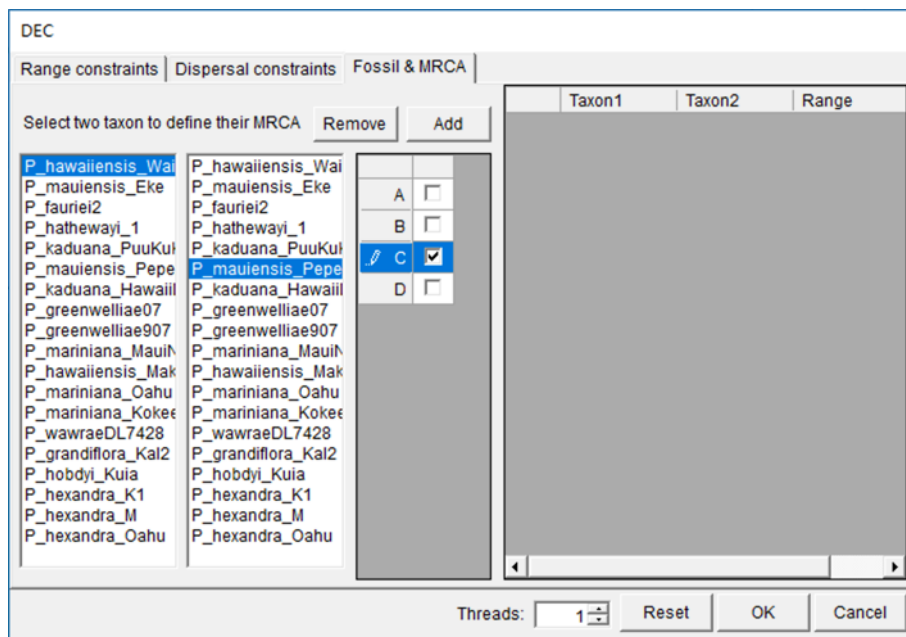 DEC
Range constraints Dispersal constraints Fossil & MRCA
Select two taxon to define their MRCA Remove Add
Taxon1 Taxon2 Range
P_hawaiiensis_Wai P_hawaiiensis_Wai
P_mauiensis_Eke P_mauiensis_Eke A
P_fauriei2 P_fauriei2
P_hathewayi_1 P_hathewayi_1 B
P_kaduana_PuuKul P_kaduana_PuuKul C
P_mauiensis_Pepe P_mauiensis_Pepe
P_kaduana_Hawaiil P_kaduana_Hawaiil D
P_greenwelliae07 P_greenwelliae07
P_greenwelliae907 P_greenwelliae907
P_mariniana_MauiN P_mariniana_MauiN
P_hawaiiensis_Mak P_hawaiiensis_Mak
P_mariniana_Oahu P_mariniana_Oahu
P_mariniana_Kokee P_mariniana_Kokee
P_wawraeDL7428 P_wawraeDL7428
P_grandiflora_Kal2 P_grandiflora_Kal2
P_hobdyi_Kuia P_hobdyi_Kuia
P_hexandra_K1 P_hexandra_K1
P_hexandra_M P_hexandra_M
P_hexandra_Oahu P_hexandra_Oahu
Threads: 1 Reset OK Cancel